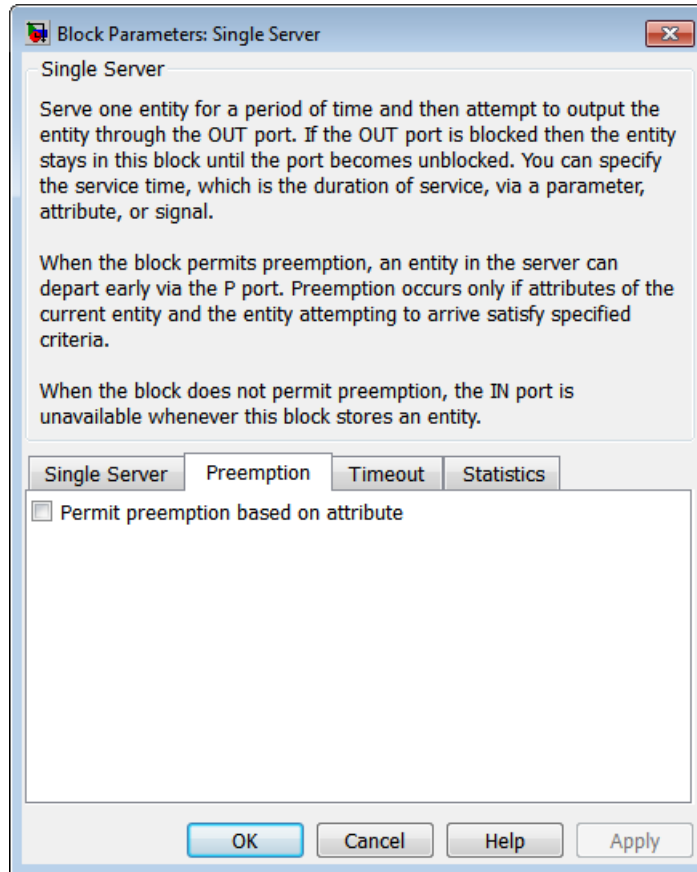 Block Parameters: Single Server
Single Server
Serve one entity for a period of time and then attempt to output the
entity through the OUT port. If the OUT port is blocked then the entity
stays in this block until the port becomes unblocked. You can specify
the service time, which is the duration of service, via a parameter,
attribute, or signal.
When the block permits preemption, an entity in the server can
depart early via the P port. Preemption occurs only if attributes of the
current entity and the entity attempting to arrive satisfy specified
criteria.
When the block does not permit preemption, the IN port is
unavailable whenever this block stores an entity.
Single Server Preemption Timeout Statistics
Permit preemption based on attribute
OK Cancel Help Apply